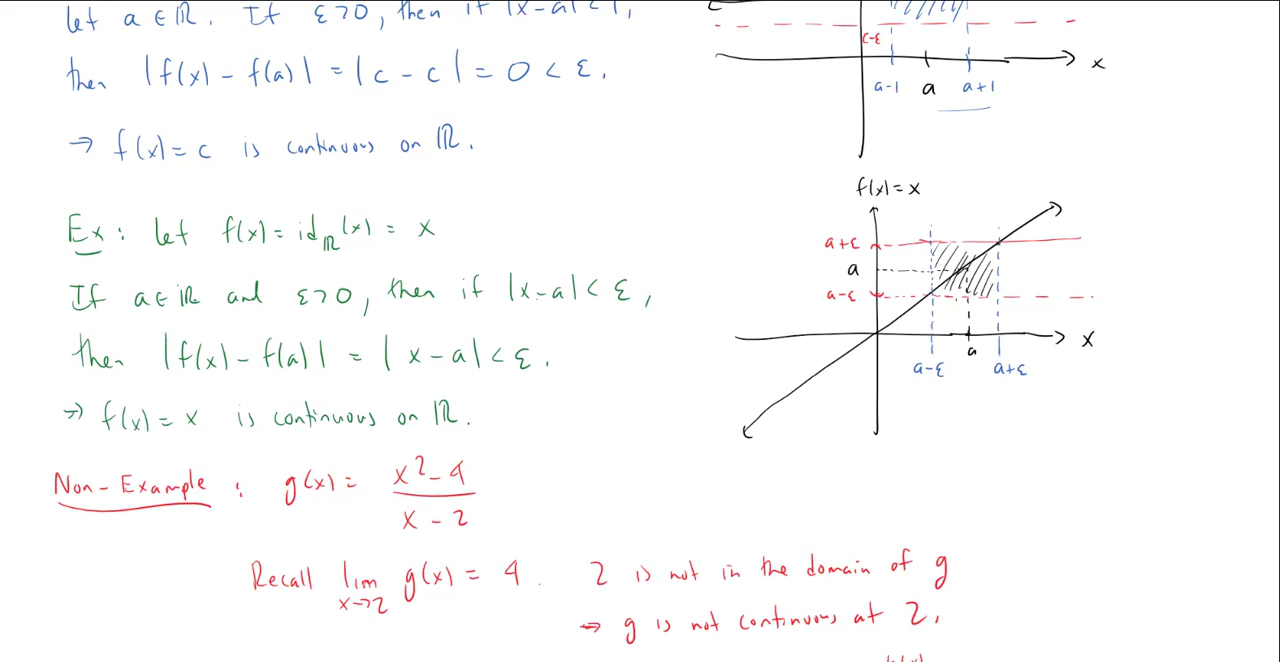 let a ∈ ℝ. If ε>0, then if |x-a| < 1,
then |f(x) - f(a)| = |c - c| = 0 < ε.
→ f(x) = c is continuous on ℝ.
c-ε
x
a-1 a a+1
f(x) = x
Ex: let f(x) = id_ℝ(x) = x
If a ∈ ℝ and ε>0, then if |x-a| < ε,
then |f(x) - f(a)| = |x-a| < ε.
→ f(x) = x is continuous on ℝ.
a+ε
a
a-ε
x
a
a-ε a+ε
Non-Example: g(x) = (x²-4)/(x-2)
Recall lim x→2 g(x) = 4. 2 is not in the domain of g
→ g is not continuous at 2.